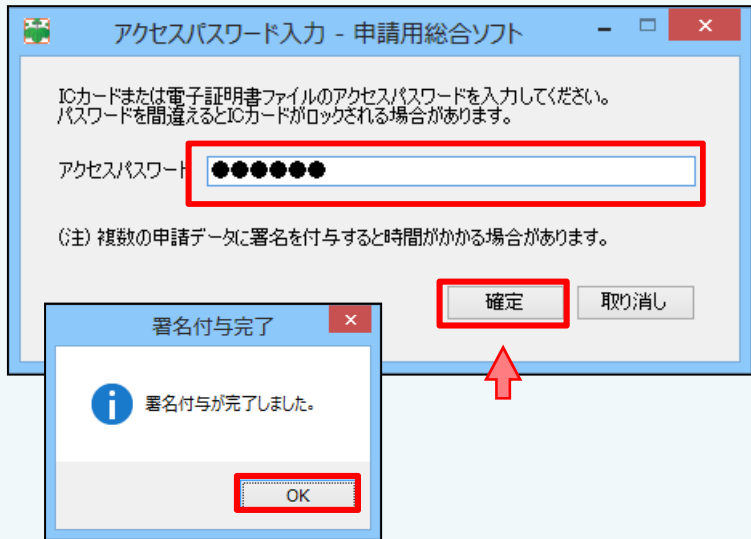 アクセスパスワード入力 - 申請用総合ソフト
ICカードまたは電子証明書ファイルのアクセスパスワードを入力してください。
パスワードを間違えるとICカードがロックされる場合があります。
アクセスパスワード ●●●●●●
(注) 複数の申請データに署名を付与すると時間がかかる場合があります。
確定 取り消し
署名付与完了
署名付与が完了しました。
OK